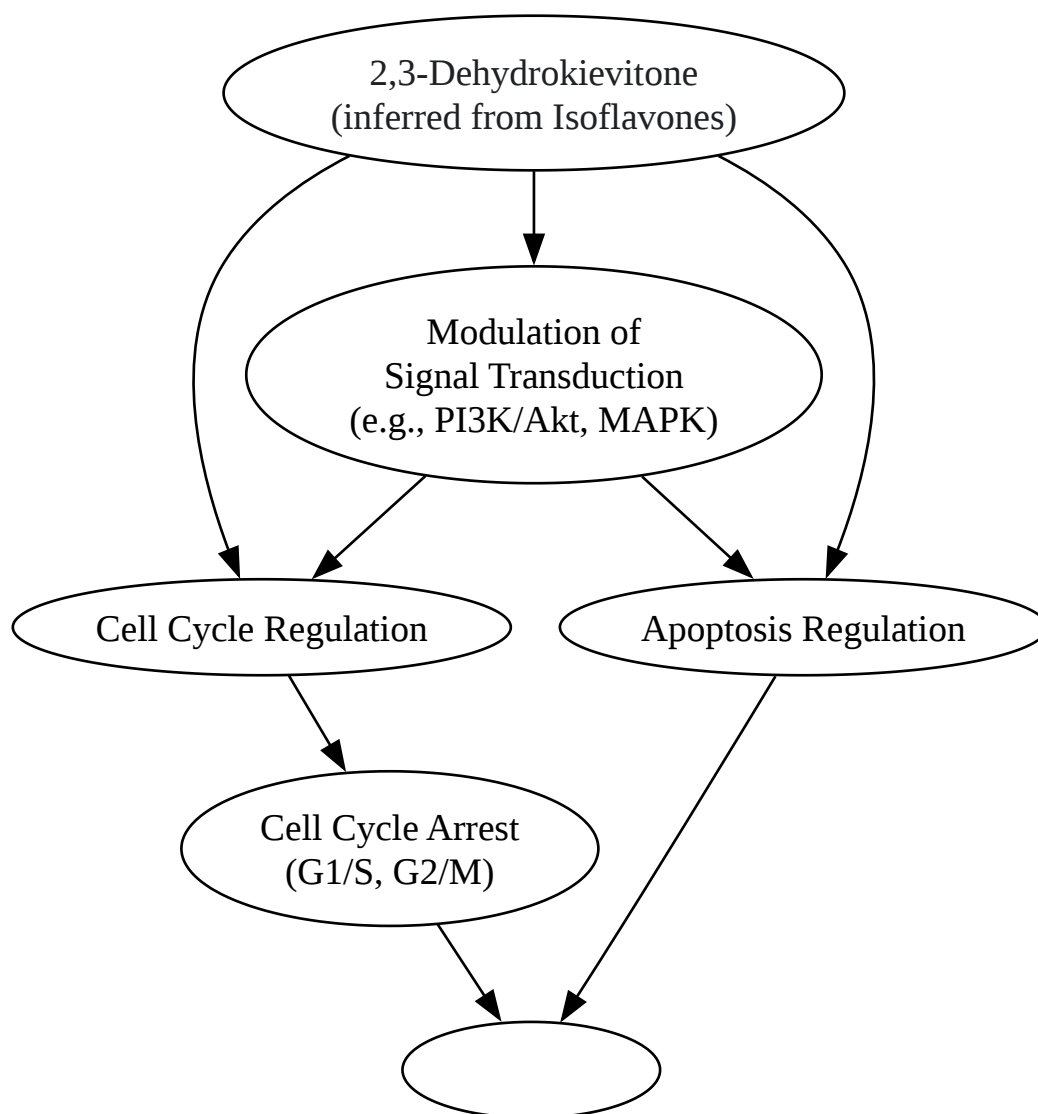 2,3-Dehydrokievitone
(inferred from Isoflavones)
Modulation of
Signal Transduction
(e.g., PI3K/Akt, MAPK)
Cell Cycle Regulation
Apoptosis Regulation
Cell Cycle Arrest
(G1/S, G2/M)